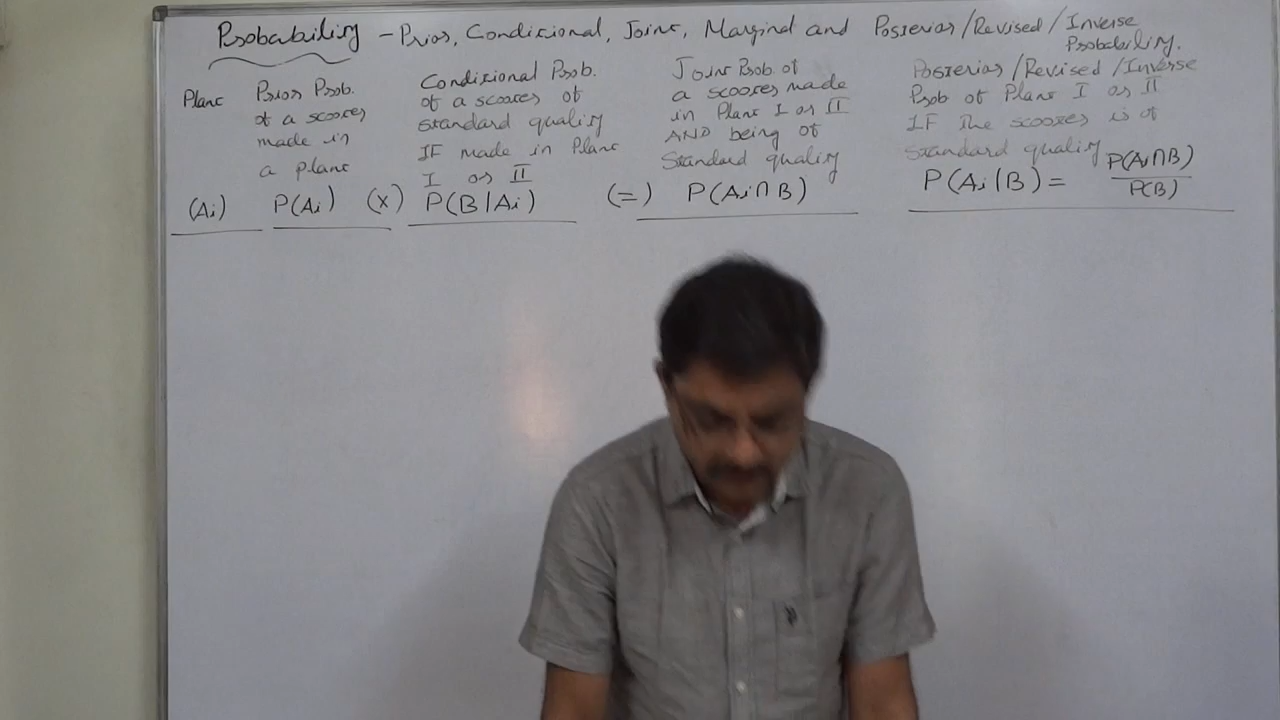 Probability - Prior, Conditional, Joint, Marginal and Posterior/Revised/Inverse
Probability.
Plant
Prior Prob.
of a scooter
made in
a plant
Conditional Prob.
of a scooter of
standard quality
IF made in Plant
I or II
Joint Prob. of
a scooter made
in Plant I or II
AND being of
Standard quality
Posterior/Revised/Inverse
Prob of Plant I or II
IF the scooter is of
standard quality
(Ai) P(Ai) (x) P(B|Ai) (=) P(Ai∩B) P(Ai|B) = P(Ai∩B)/P(B)